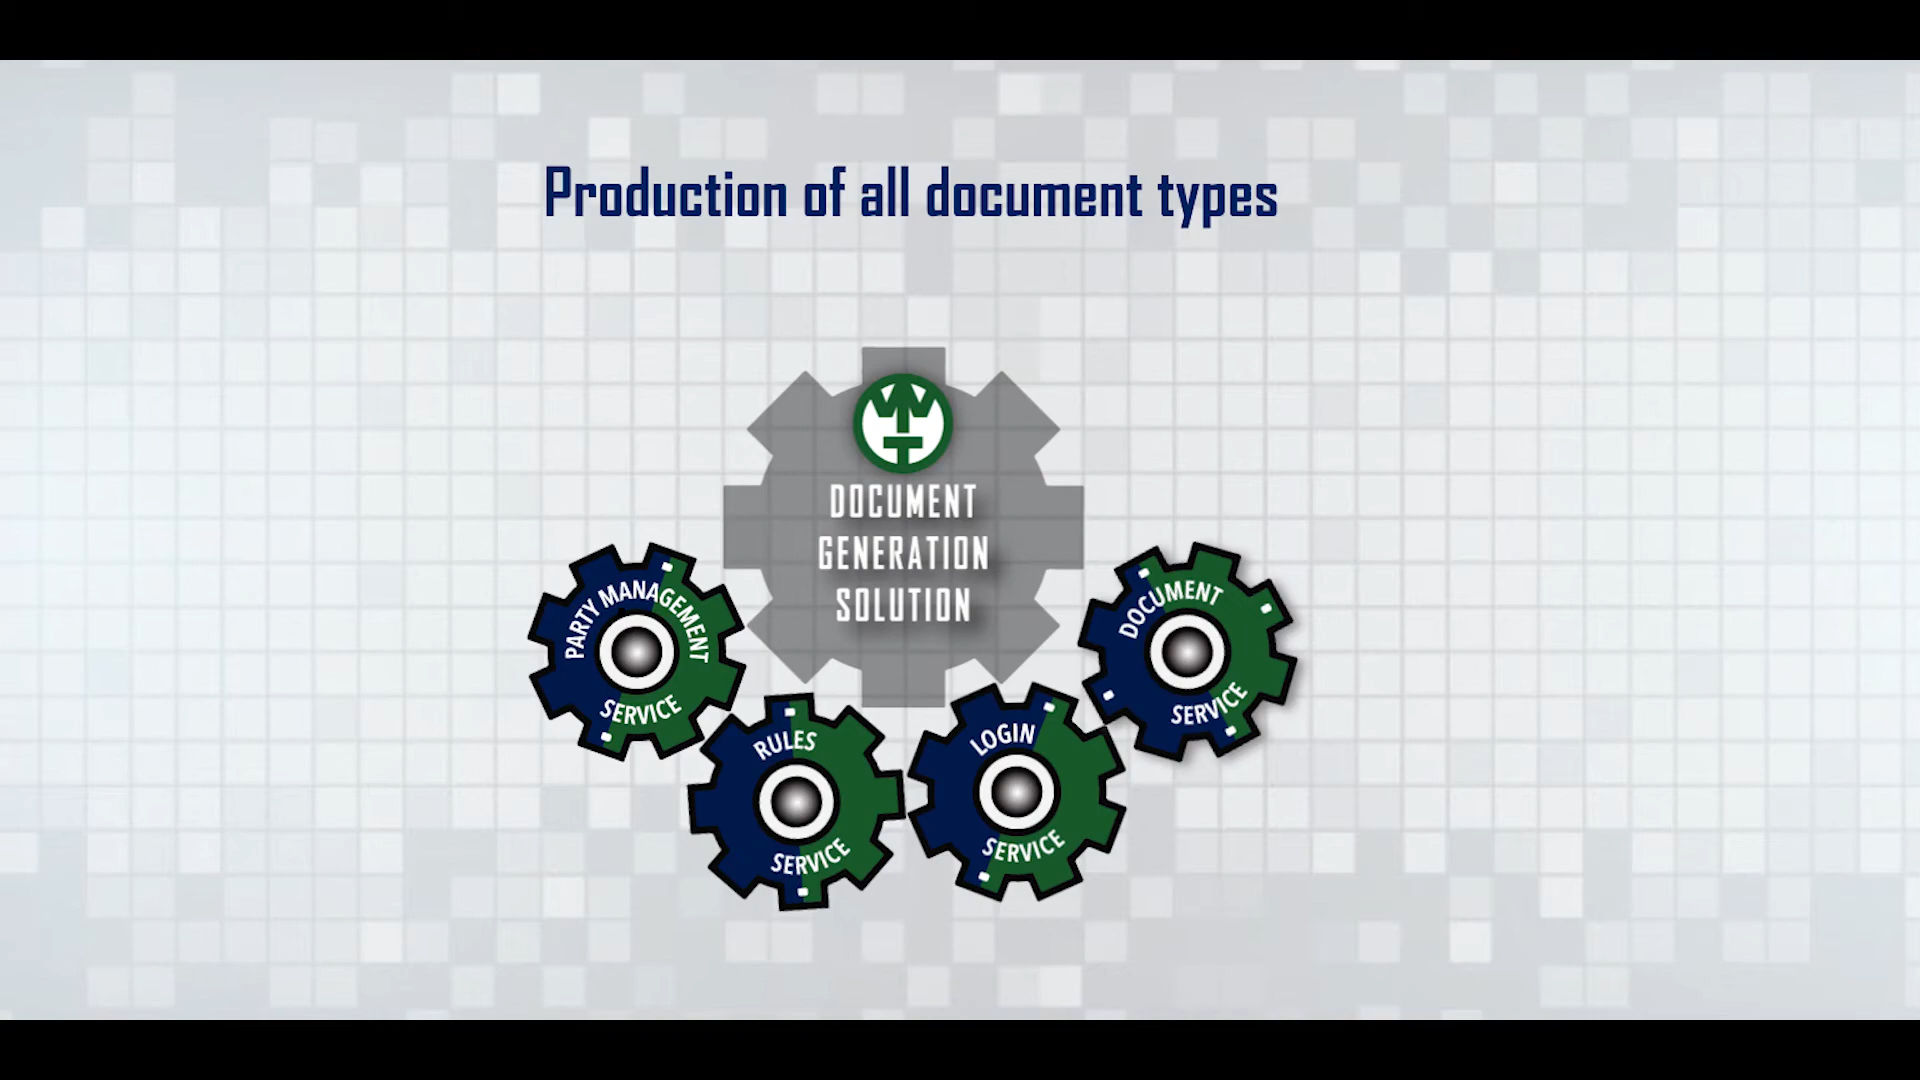 Production of all document types
DOCUMENT
GENERATION
SOLUTION
PARTY MANAGEMENT
SERVICE
RULES
SERVICE
LOGIN
SERVICE
DOCUMENT
SERVICE